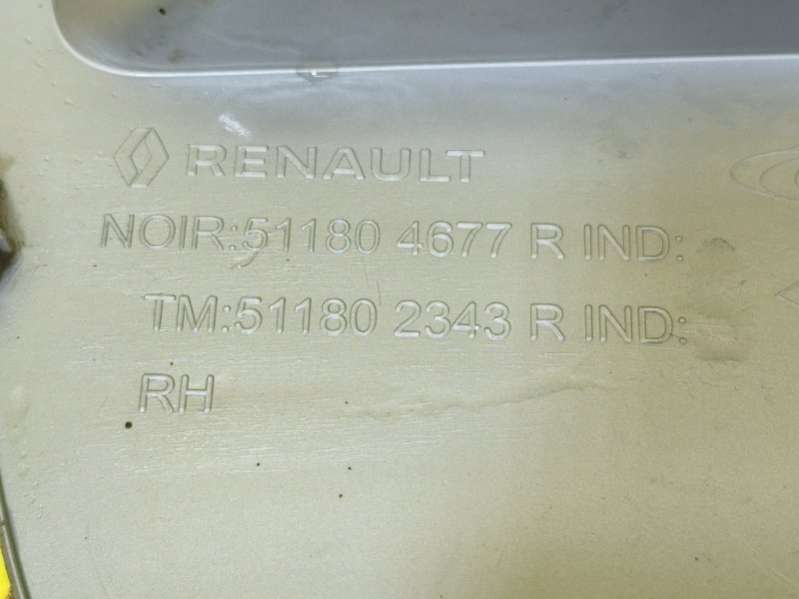 RENAULT
NOIR:51180 4677 R IND:
TM:51180 2343 R IND:
RH